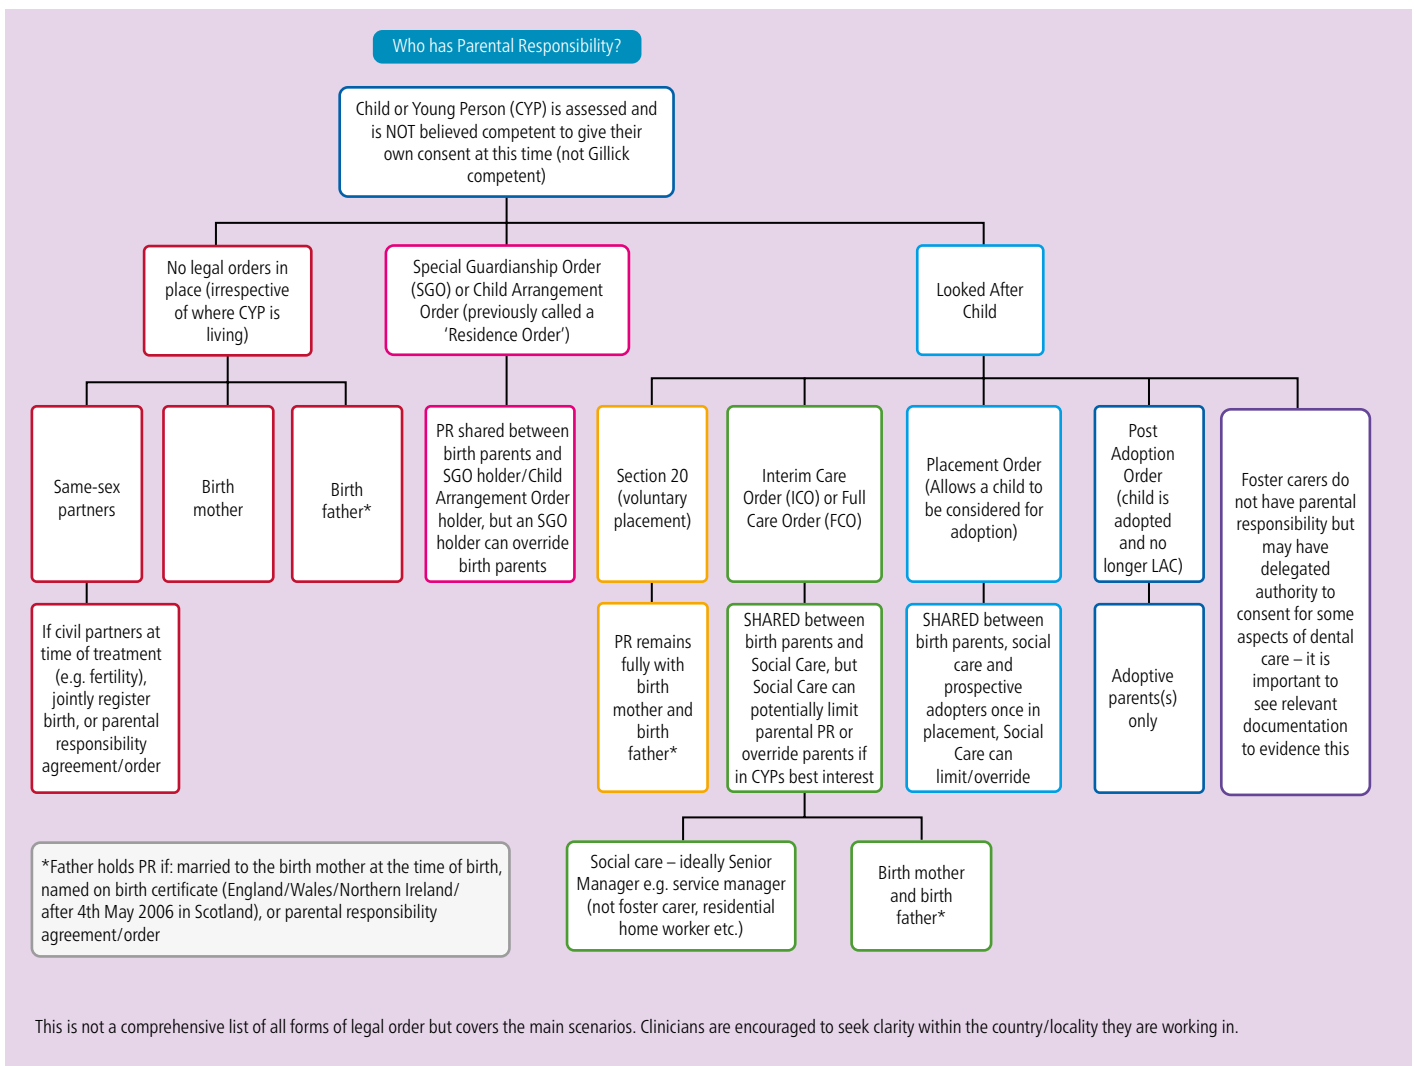 Who has Parental Responsibility?
Child or Young Person (CYP) is assessed and
is NOT believed competent to give their
own consent at this time (not Gillick
competent)
No legal orders in
place (irrespective
of where CYP is
living)
Special Guardianship Order
(SGO) or Child Arrangement
Order (previously called a
‘Residence Order’)
Looked After
Child
Same-sex
partners
Birth
mother
Birth
father*
PR shared between
birth parents and
SGO holder/Child
Arrangement Order
holder, but an SGO
holder can override
birth parents
Section 20
(voluntary
placement)
Interim Care
Order (ICO) or Full
Care Order (FCO)
Placement Order
(Allows a child to
be considered for
adoption)
Post
Adoption
Order
(child is
adopted
and no
longer LAC)
Foster carers do
not have parental
responsibility but
may have
delegated
authority to
consent for some
aspects of dental
care – it is
important to
see relevant
documentation
to evidence this
If civil partners at
time of treatment
(e.g. fertility),
jointly register
birth, or parental
responsibility
agreement/order
PR remains
fully with
birth
mother and
birth
father*
SHARED between
birth parents and
Social Care, but
Social Care can
potentially limit
parental PR or
override parents if
in CYPs best interest
SHARED between
birth parents, social
care and
prospective
adopters once in
placement, Social
Care can
limit/override
Adoptive
parents(s)
only
Social care – ideally Senior
Manager e.g. service manager
(not foster carer, residential
home worker etc.)
Birth mother
and birth
father*
*Father holds PR if: married to the birth mother at the time of birth,
named on birth certificate (England/Wales/Northern Ireland/
after 4th May 2006 in Scotland), or parental responsibility
agreement/order
This is not a comprehensive list of all forms of legal order but covers the main scenarios. Clinicians are encouraged to seek clarity within the country/locality they are working in.